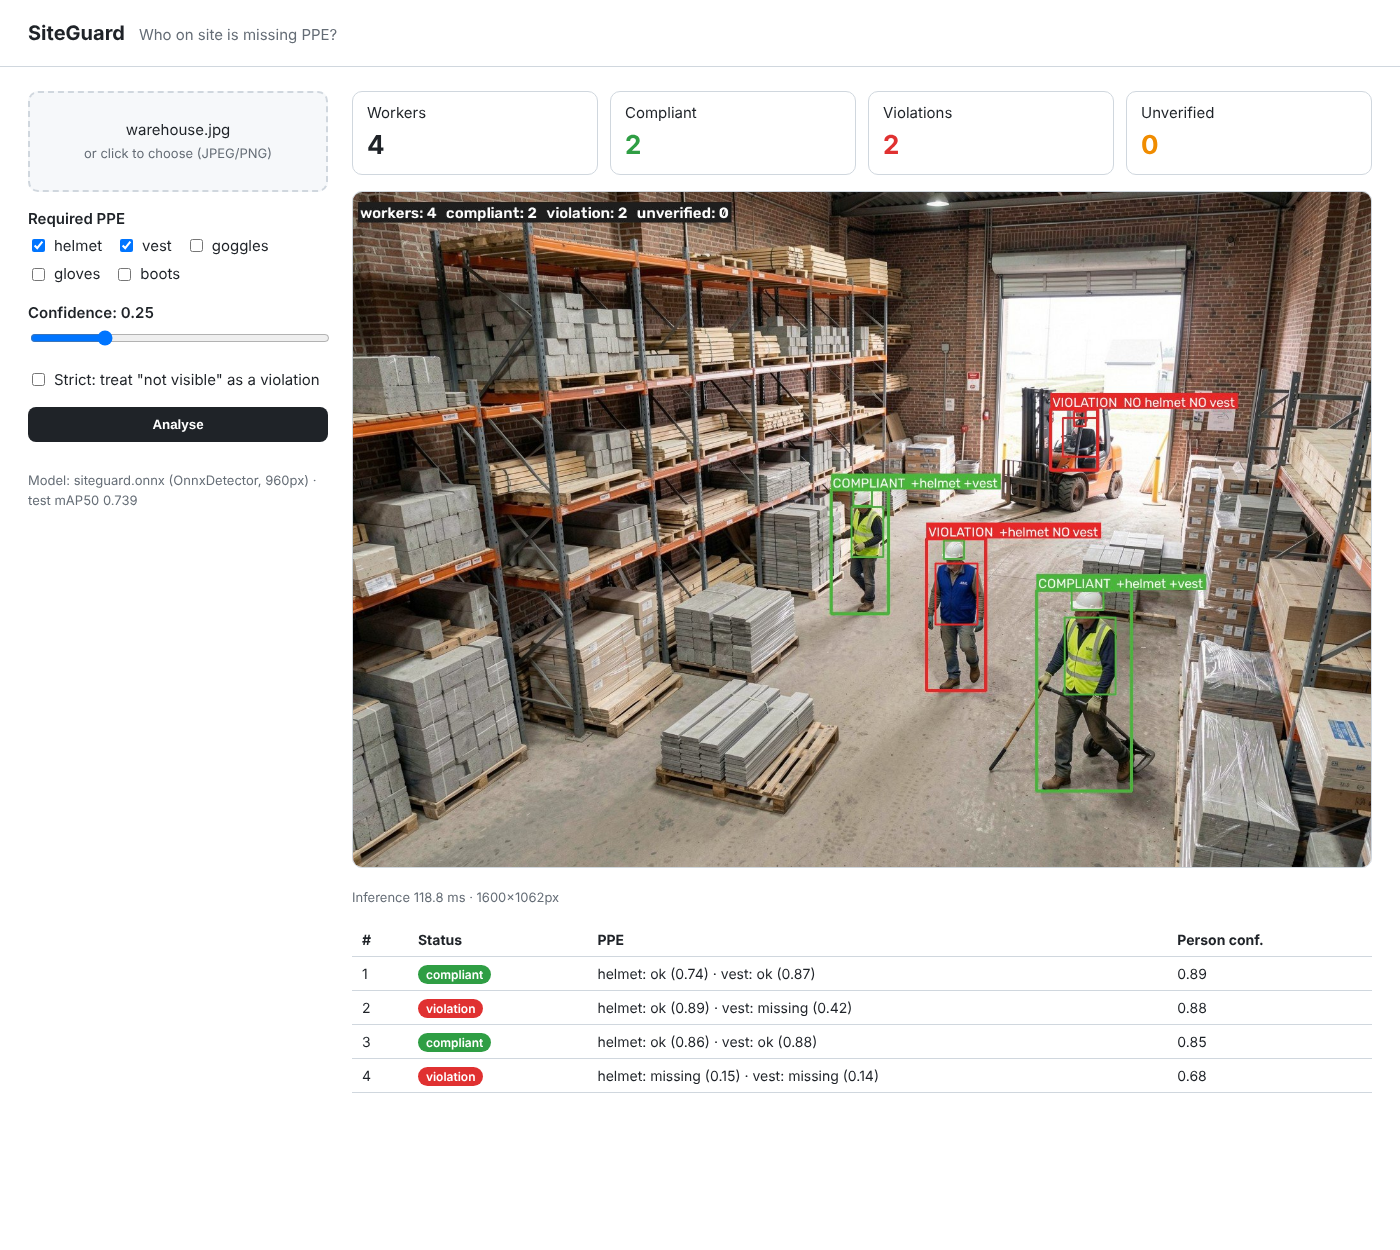 SiteGuard Who on site is missing PPE?
warehouse.jpg
or click to choose (JPEG/PNG)
Required PPE
helmet vest goggles
gloves boots
Confidence: 0.25
Strict: treat "not visible" as a violation
Analyse
Model: siteguard.onnx (OnnxDetector, 960px) ·
test mAP50 0.739
Workers
4
Compliant
2
Violations
2
Unverified
0
workers: 4 compliant: 2 violation: 2 unverified: 0
VIOLATION NO helmet NO vest
COMPLIANT +helmet +vest
VIOLATION +helmet NO vest
COMPLIANT +helmet +vest
Inference 118.8 ms · 1600×1062px
# Status PPE Person conf.
1 compliant helmet: ok (0.74) · vest: ok (0.87) 0.89
2 violation helmet: ok (0.89) · vest: missing (0.42) 0.88
3 compliant helmet: ok (0.86) · vest: ok (0.88) 0.85
4 violation helmet: missing (0.15) · vest: missing (0.14) 0.68